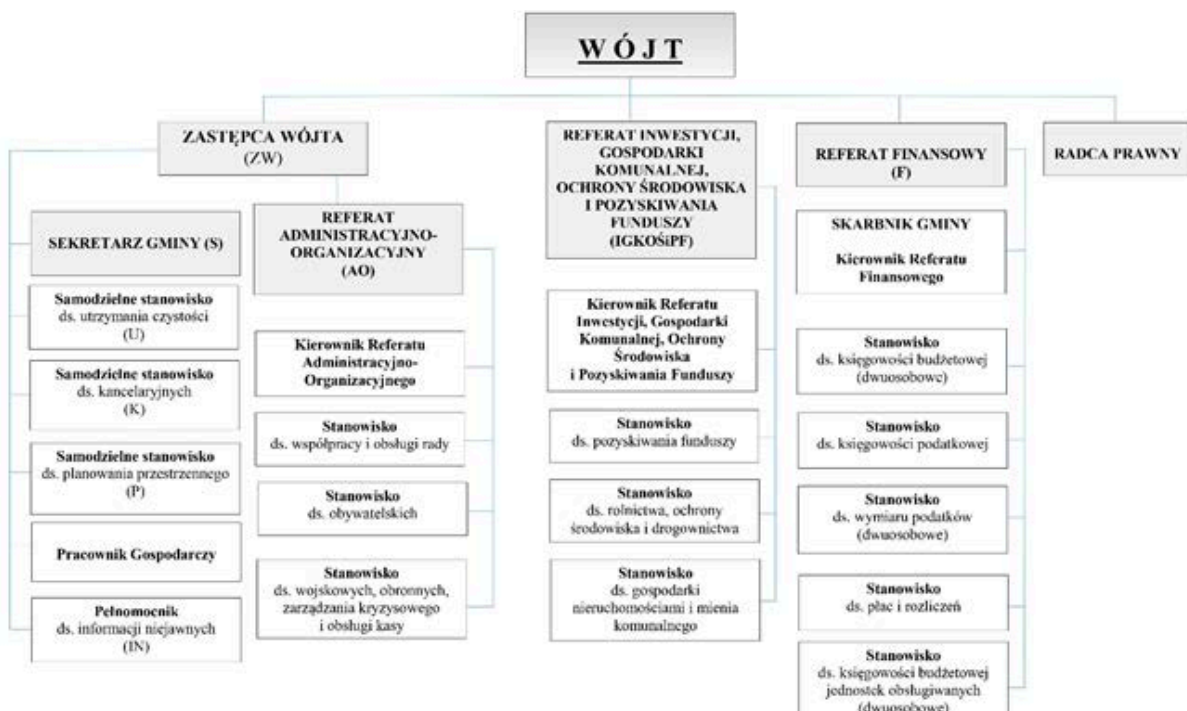 WÓJT
ZASTĘPCA WÓJTA
(ZW)
SEKRETARZ GMINY (S)
Samodzielne stanowisko
ds. utrzymania czystości
(U)
Samodzielne stanowisko
ds. kancelaryjnych
(K)
Samodzielne stanowisko
ds. planowania przestrzennego
(P)
Pracownik Gospodarczy
Pełnomocnik
ds. informacji niejawnych
(IN)
REFERAT
ADMINISTRACYJNO-
ORGANIZACYJNY
(AO)
Kierownik Referatu
Administracyjno-
Organizacyjnego
Stanowisko
ds. współpracy i obsługi rady
Stanowisko
ds. obywatelskich
Stanowisko
ds. wojskowych, obronnych,
zarządzania kryzysowego
i obsługi kasy
REFERAT INWESTYCJI,
GOSPODARKI
KOMUNALNEJ,
OCHRONY ŚRODOWISKA
I POZYSKIWANIA
FUNDUSZY
(IGKOŚiPF)
Kierownik Referatu
Inwestycji, Gospodarki
Komunalnej, Ochrony
Środowiska
i Pozyskiwania Funduszy
Stanowisko
ds. pozyskiwania funduszy
Stanowisko
ds. rolnictwa, ochrony
środowiska i drogownictwa
Stanowisko
ds. gospodarki
nieruchomościami i mienia
komunalnego
REFERAT FINANSOWY
(F)
SKARBNIK GMINY
Kierownik Referatu
Finansowego
Stanowisko
ds. księgowości budżetowej
(dwuosobowe)
Stanowisko
ds. księgowości podatkowej
Stanowisko
ds. wymiaru podatków
(dwuosobowe)
Stanowisko
ds. płac i rozliczeń
Stanowisko
ds. księgowości budżetowej
jednostek obsługiwanych
(dwuosobowe)
RADCA PRAWNY